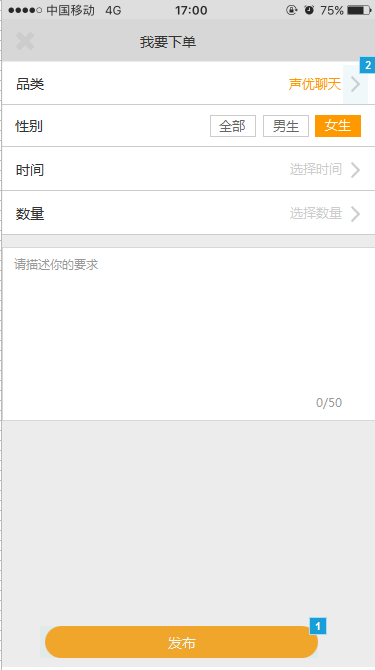 中国移动 4G 17:00 75%
我要下单
2
品类 声优聊天
性别 全部 男生 女生
时间 选择时间
数量 选择数量
请描述你的要求
0/50
1
发布